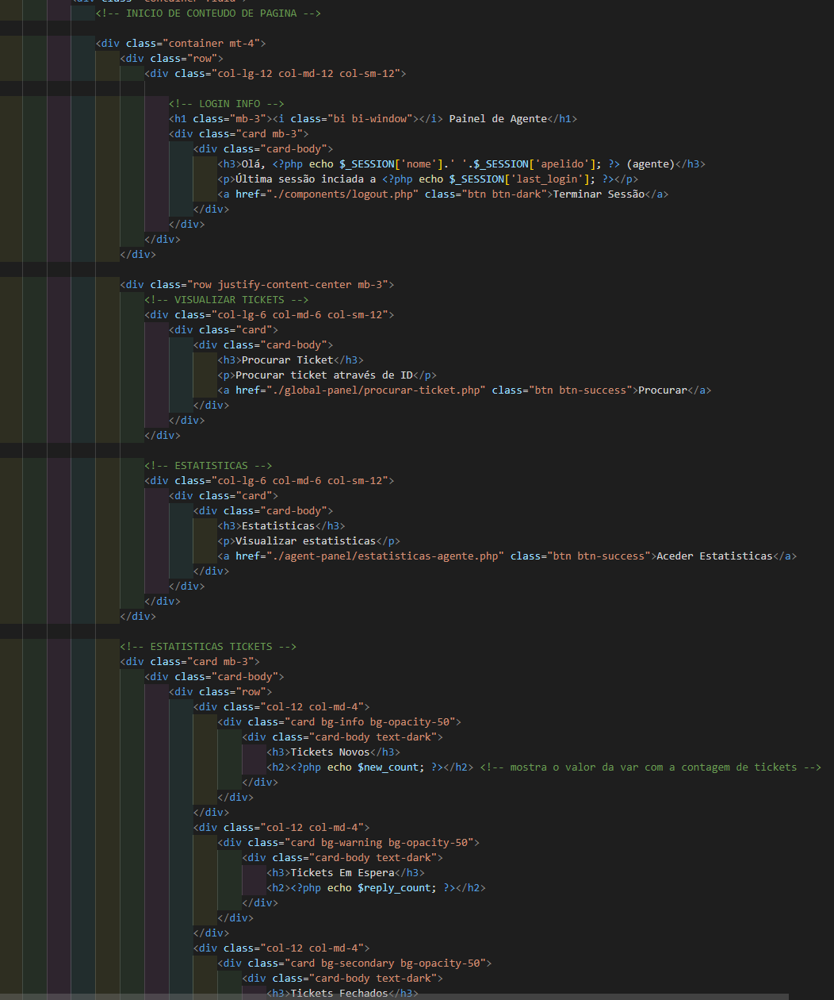 <div class="container-fluid">
<!-- INICIO DE CONTEUDO DE PAGINA -->
<div class="container mt-4">
<div class="row">
<div class="col-lg-12 col-md-12 col-sm-12">
<!-- LOGIN INFO -->
<h1 class="mb-3"><i class="bi bi-window"></i> Painel de Agente</h1>
<div class="card mb-3">
<div class="card-body">
<h3>Olá, <?php echo $_SESSION['nome'].' '.$_SESSION['apelido']; ?> (agente)</h3>
<p>Última sessão inciada a <?php echo $_SESSION['last_login']; ?></p>
<a href="./components/logout.php" class="btn btn-dark">Terminar Sessão</a>
</div>
</div>
</div>
</div>
<div class="row justify-content-center mb-3">
<!-- VISUALIZAR TICKETS -->
<div class="col-lg-6 col-md-6 col-sm-12">
<div class="card">
<div class="card-body">
<h3>Procurar Ticket</h3>
<p>Procurar ticket através de ID</p>
<a href="./global-panel/procurar-ticket.php" class="btn btn-success">Procurar</a>
</div>
</div>
</div>
<!-- ESTATISTICAS -->
<div class="col-lg-6 col-md-6 col-sm-12">
<div class="card">
<div class="card-body">
<h3>Estatisticas</h3>
<p>Visualizar estatisticas</p>
<a href="./agent-panel/estatisticas-agente.php" class="btn btn-success">Aceder Estatisticas</a>
</div>
</div>
</div>
</div>
<!-- ESTATISTICAS TICKETS -->
<div class="card mb-3">
<div class="card-body">
<div class="row">
<div class="col-12 col-md-4">
<div class="card bg-info bg-opacity-50">
<div class="card-body text-dark">
<h3>Tickets Novos</h3>
<h2><?php echo $new_count; ?></h2> <!-- mostra o valor da var com a contagem de tickets -->
</div>
</div>
</div>
<div class="col-12 col-md-4">
<div class="card bg-warning bg-opacity-50">
<div class="card-body text-dark">
<h3>Tickets Em Espera</h3>
<h2><?php echo $reply_count; ?></h2>
</div>
</div>
</div>
<div class="col-12 col-md-4">
<div class="card bg-secondary bg-opacity-50">
<div class="card-body text-dark">
<h3>Tickets Fechados</h3>